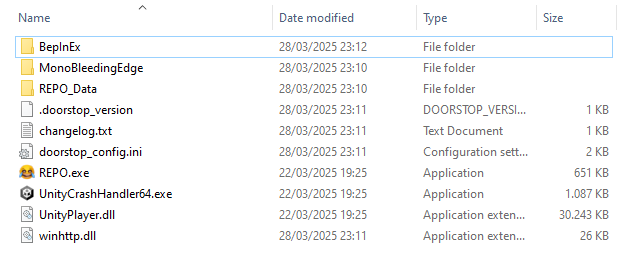 Name Date modified Type Size
BepInEx 28/03/2025 23:12 File folder
MonoBleedingEdge 28/03/2025 23:10 File folder
REPO_Data 28/03/2025 23:10 File folder
.doorstop_version 28/03/2025 23:11 DOORSTOP_VERSI... 1 KB
changelog.txt 28/03/2025 23:11 Text Document 1 KB
doorstop_config.ini 28/03/2025 23:11 Configuration sett... 2 KB
REPO.exe 22/03/2025 19:25 Application 651 KB
UnityCrashHandler64.exe 22/03/2025 19:25 Application 1.087 KB
UnityPlayer.dll 22/03/2025 19:25 Application exten... 30.243 KB
winhttp.dll 28/03/2025 23:11 Application exten... 26 KB